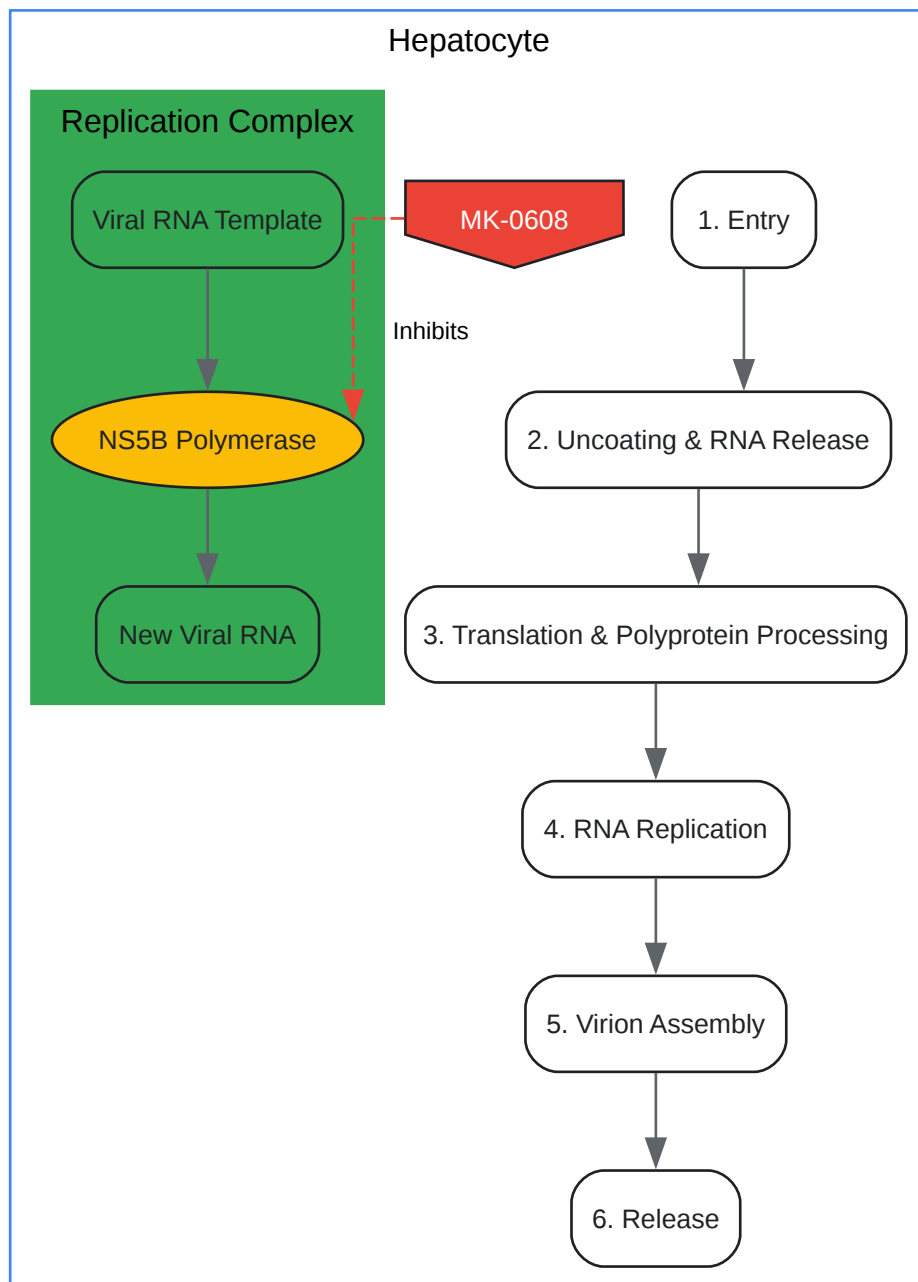 Hepatocyte
Replication Complex
Viral RNA Template
MK-0608
1. Entry
Inhibits
NS5B Polymerase
2. Uncoating & RNA Release
New Viral RNA
3. Translation & Polyprotein Processing
4. RNA Replication
5. Virion Assembly
6. Release